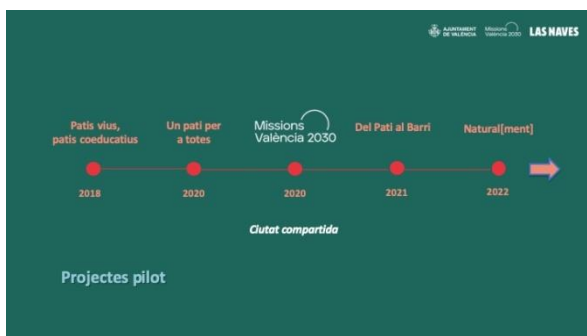 AJUNTAMENT
DE VALÈNCIA
Missions
València 2030
LAS NAVES
Patis vius,
patis coeducatius
Un pati per
a totes
Missions
València 2030
Del Pati al Barri
Natural[ment]
2018
2020
2020
2021
2022
Ciutat compartida
Projectes pilot